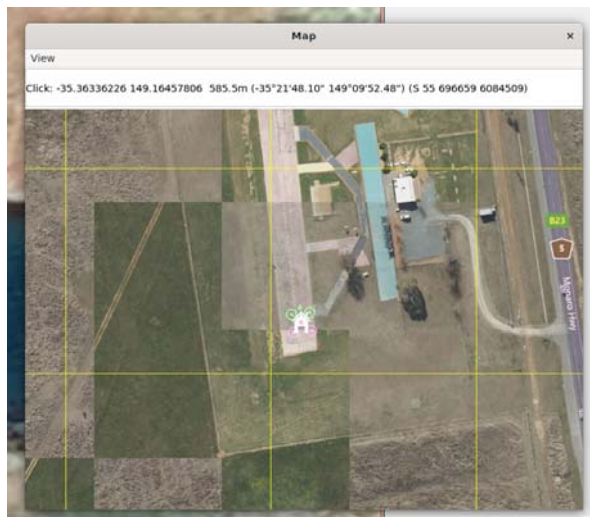 Map
View
Click: -35.36336226 149.16457806 585.5m (-35°21'48.10" 149°09'52.48") (S 55 696659 6084509)
B23
5
Monaro Hwy